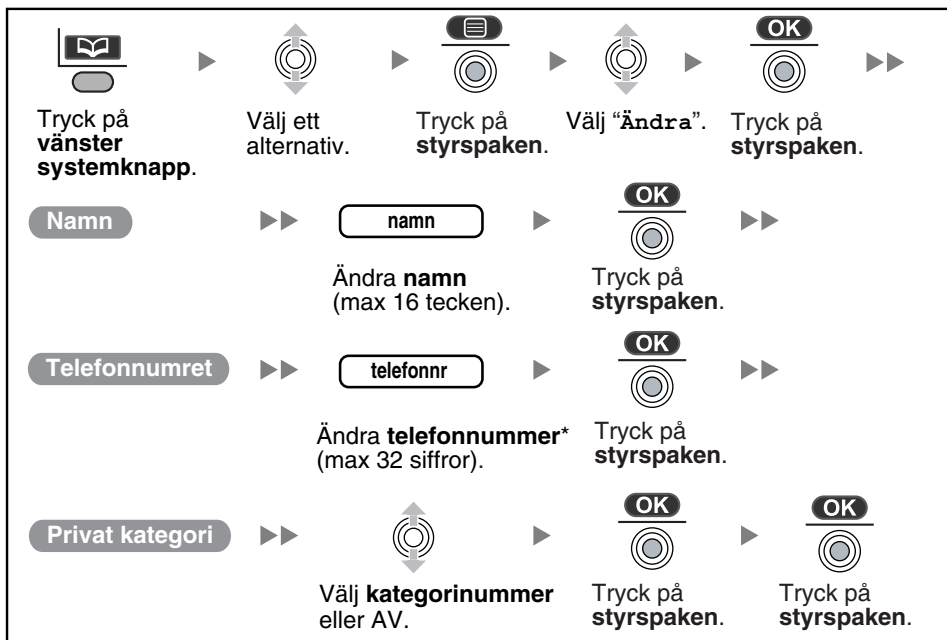 OK
Tryck på
vänster
systemknapp.
Välj ett
alternativ.
Tryck på
styrspaken.
Välj “Ändra”.
Tryck på
styrspaken.
Namn
namn
OK
Ändra namn
(max 16 tecken).
Tryck på
styrspaken.
Telefonnumret
telefonnr
OK
Ändra telefonnummer*
(max 32 siffror).
Tryck på
styrspaken.
Privat kategori
OK
OK
Välj kategorinummer
eller AV.
Tryck på
styrspaken.
Tryck på
styrspaken.